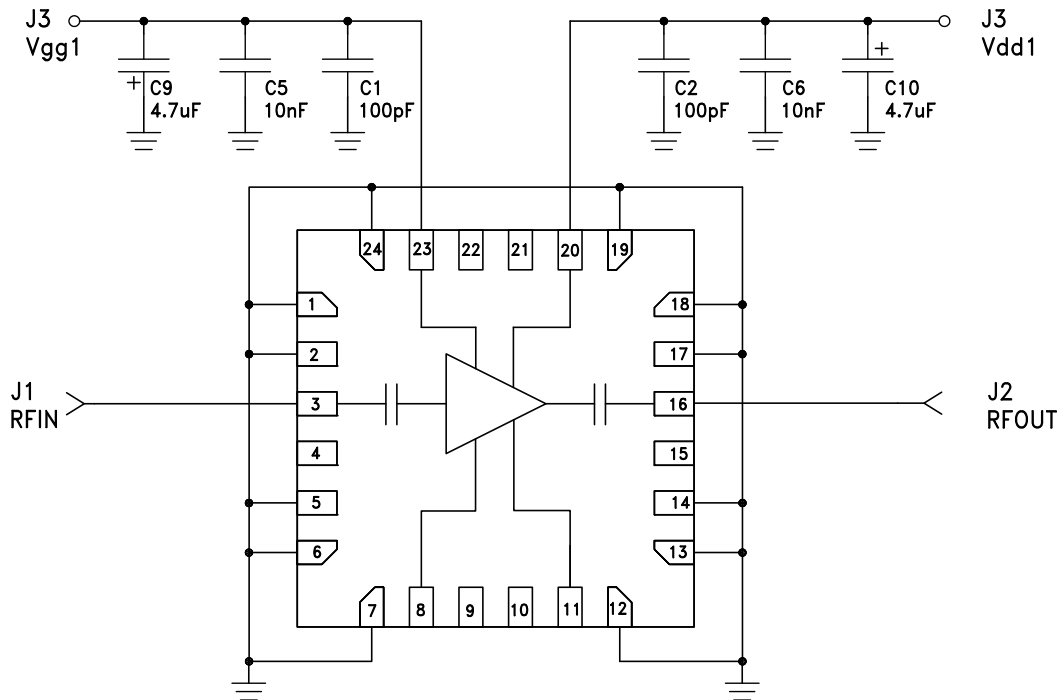 J3
Vgg1
J3
Vdd1
+
C9
4.7uF
C5
10nF
C1
100pF
C2
100pF
C6
10nF
+
C10
4.7uF
24
23
22
21
20
19
1
18
2
17
J1
RFIN
3
16
J2
RFOUT
4
15
5
14
6
13
7
8
9
10
11
12